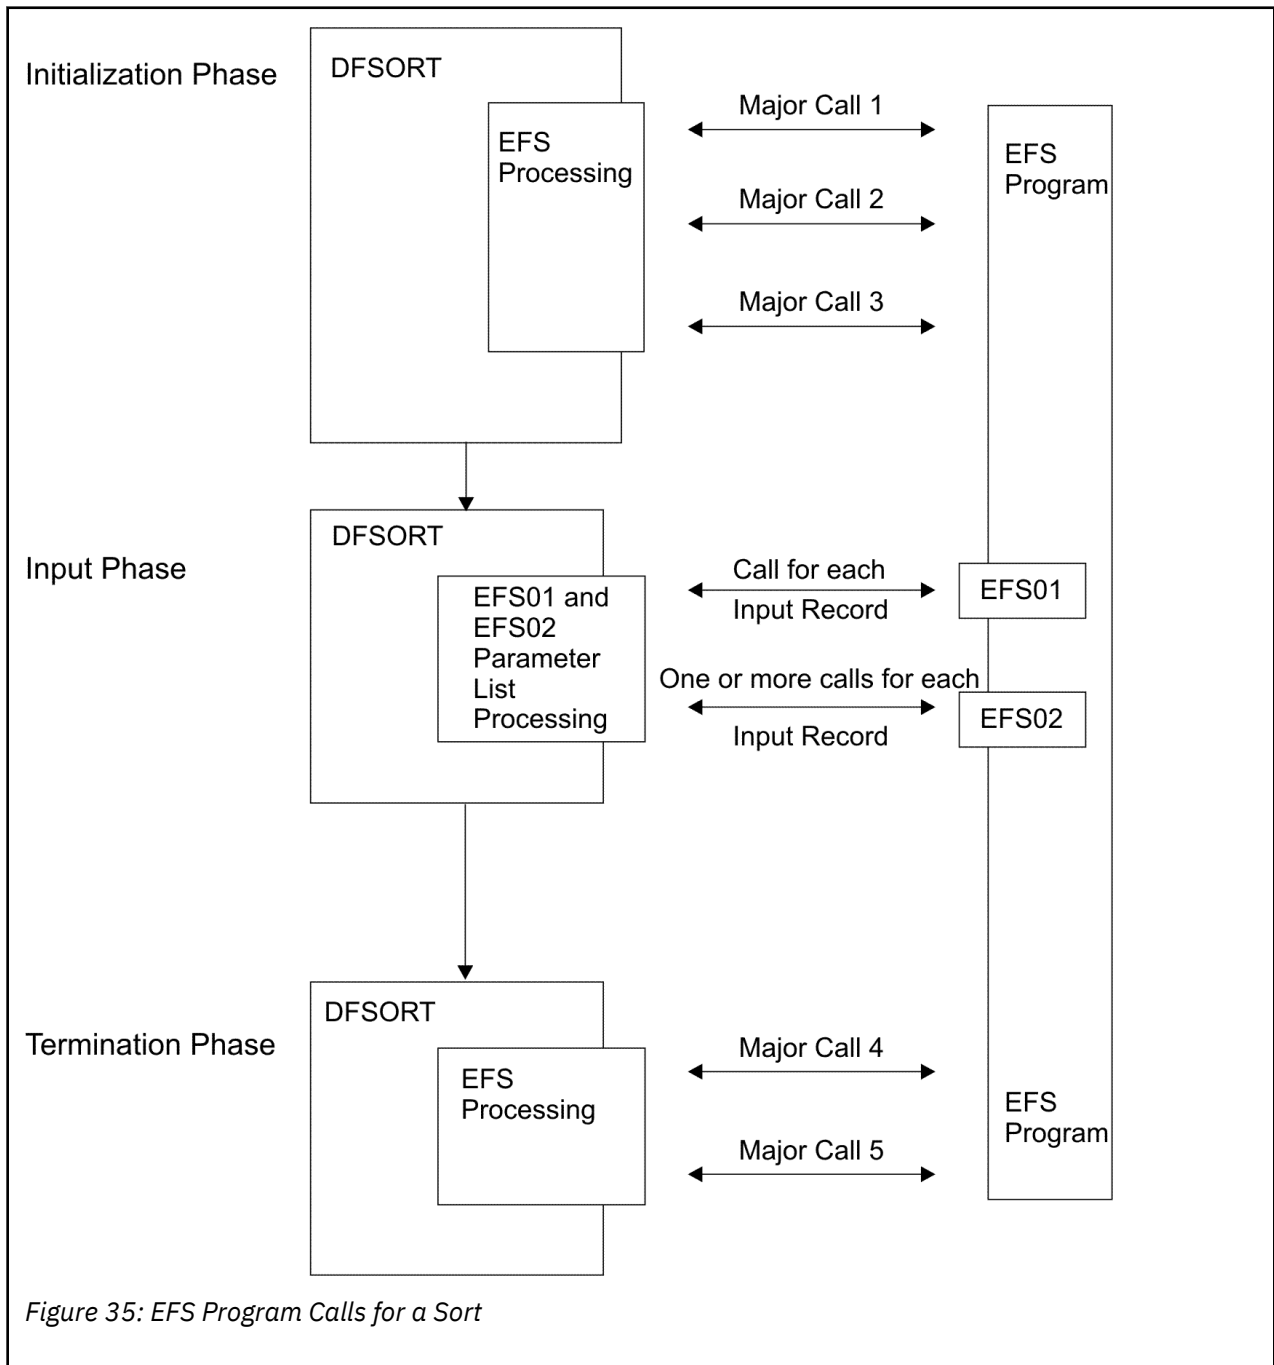 Initialization Phase
DFSORT
EFS
Processing
Major Call 1
Major Call 2
Major Call 3
EFS
Program
Input Phase
DFSORT
EFS01 and
EFS02
Parameter
List
Processing
Call for each
Input Record
EFS01
One or more calls for each
Input Record
EFS02
Termination Phase
DFSORT
EFS
Processing
Major Call 4
Major Call 5
EFS
Program
Figure 35: EFS Program Calls for a Sort